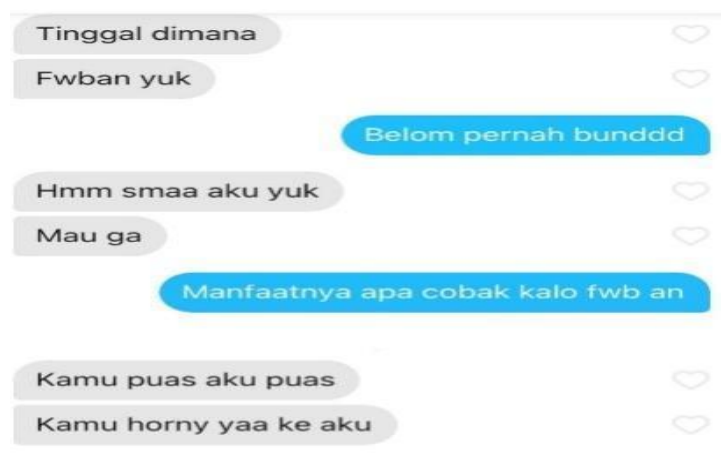 Tinggal dimana
Fwban yuk
Belom pernah bunddd
Hmm smaa aku yuk
Mau ga
Manfaatnya apa cobak kalo fwb an
Kamu puas aku puas
Kamu horny yaa ke aku